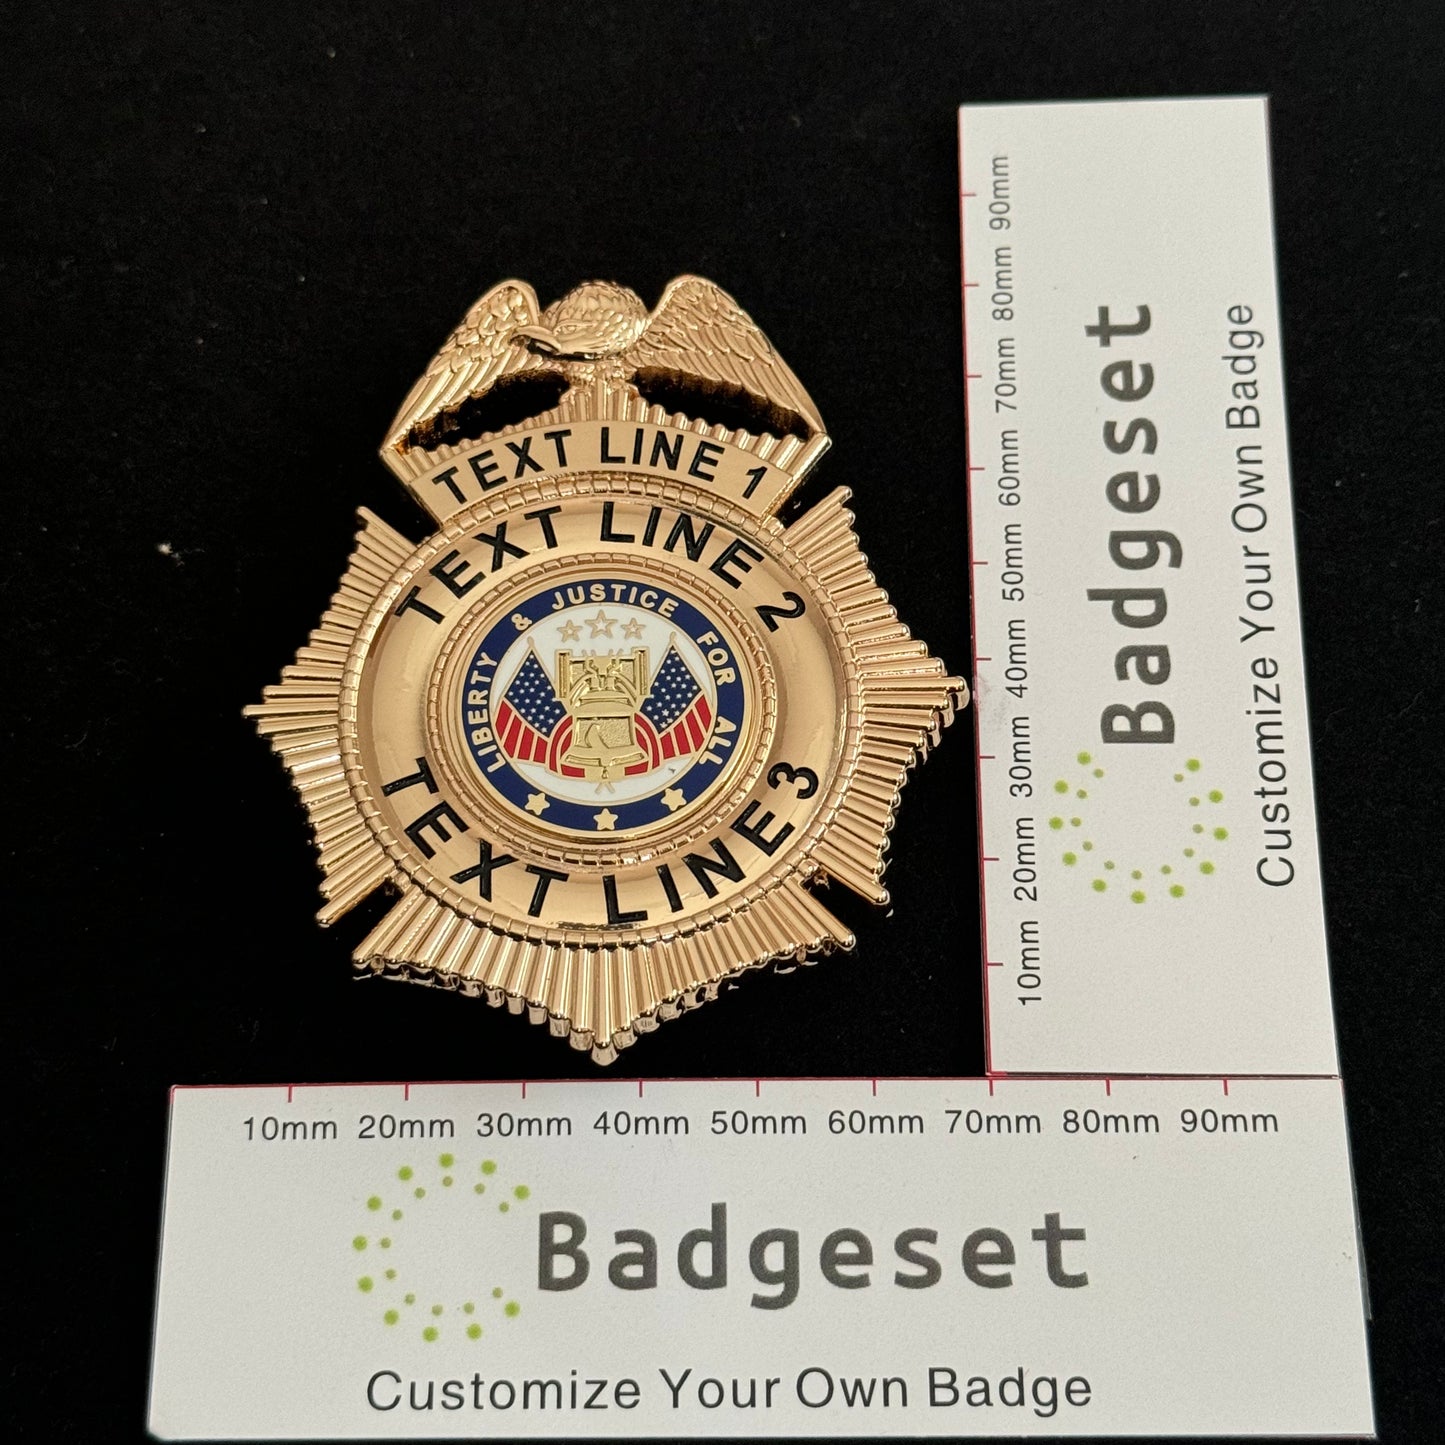 TEXT LINE 1
TEXT LINE 2
LIBERTY & JUSTICE FOR ALL
TEXT LINE 3
10mm 20mm 30mm 40mm 50mm 60mm 70mm 80mm 90mm
Badgeset
Customize Your Own Badge
10mm 20mm 30mm 40mm 50mm 60mm 70mm 80mm 90mm
Badgeset
Customize Your Own Badge